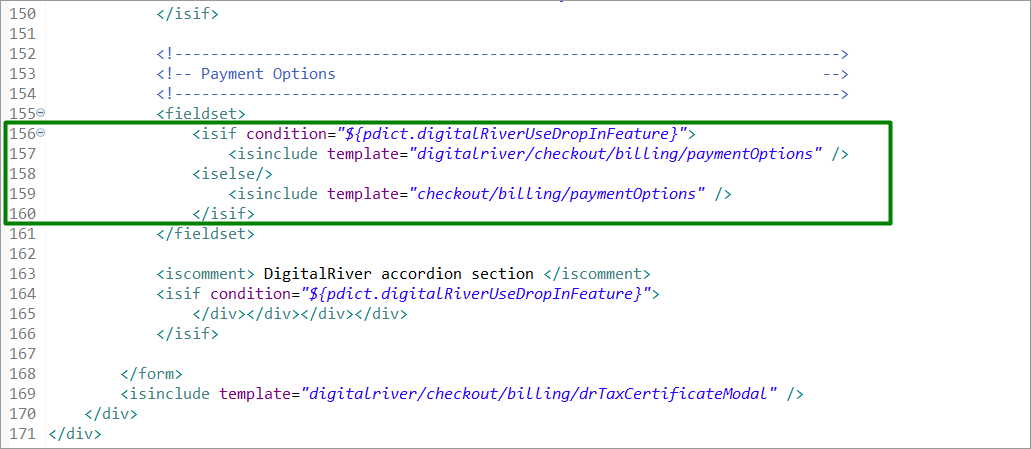 150             </isif>
151
152             <!-------------------------------------------------------------------------->
153             <!-- Payment Options                                                      -->
154             <!-------------------------------------------------------------------------->
155             <fieldset>
156                 <isif condition="${pdict.digitalRiverUseDropInFeature}">
157                     <isinclude template="digitalriver/checkout/billing/paymentOptions" />
158                 <iselse/>
159                     <isinclude template="checkout/billing/paymentOptions" />
160                 </isif>
161             </fieldset>
162
163             <iscomment> DigitalRiver accordion section </iscomment>
164             <isif condition="${pdict.digitalRiverUseDropInFeature}">
165                 </div></div></div></div>
166             </isif>
167
168         </form>
169         <isinclude template="digitalriver/checkout/billing/drTaxCertificateModal" />
170     </div>
171 </div>